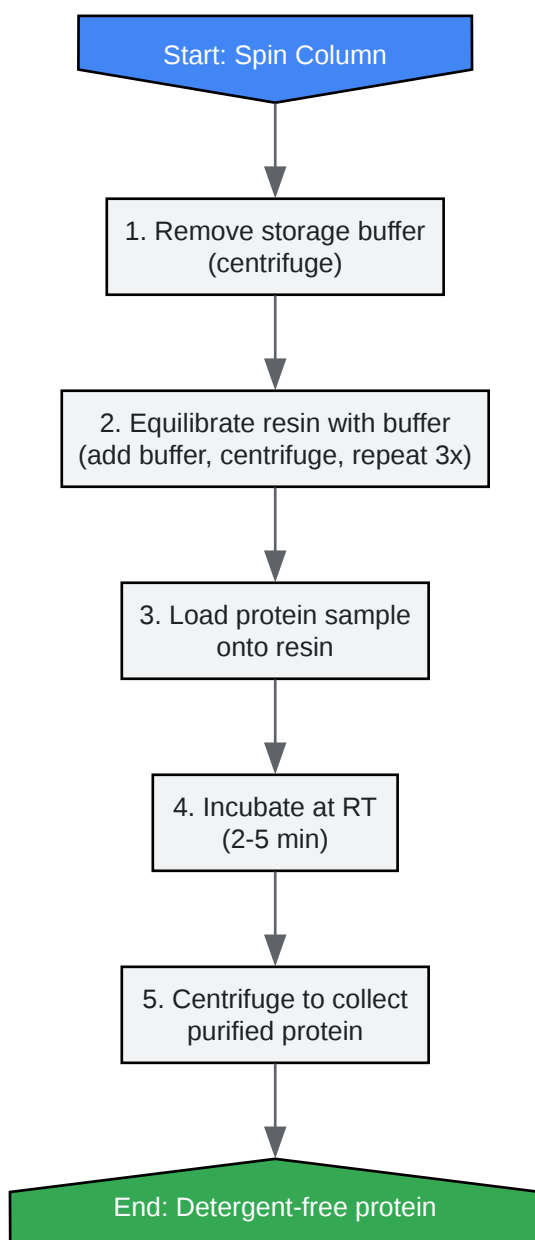 Start: Spin Column
1. Remove storage buffer
(centrifuge)
2. Equilibrate resin with buffer
(add buffer, centrifuge, repeat 3x)
3. Load protein sample
onto resin
4. Incubate at RT
(2-5 min)
5. Centrifuge to collect
purified protein
End: Detergent-free protein